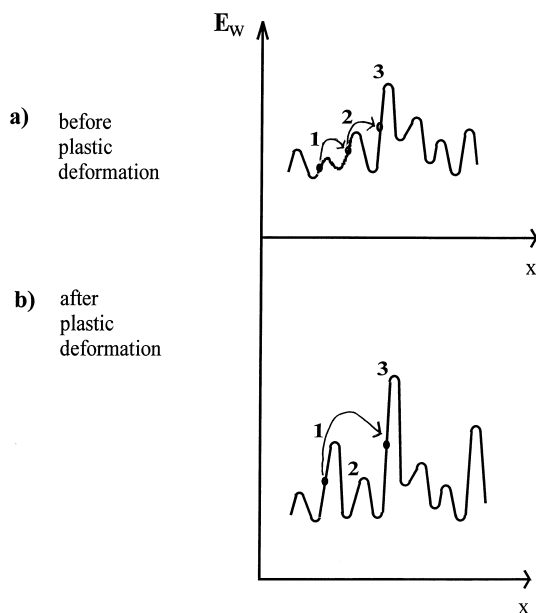 E_W
a) before
plastic
deformation
1
2
3
x
b) after
plastic
deformation
1
2
3
x